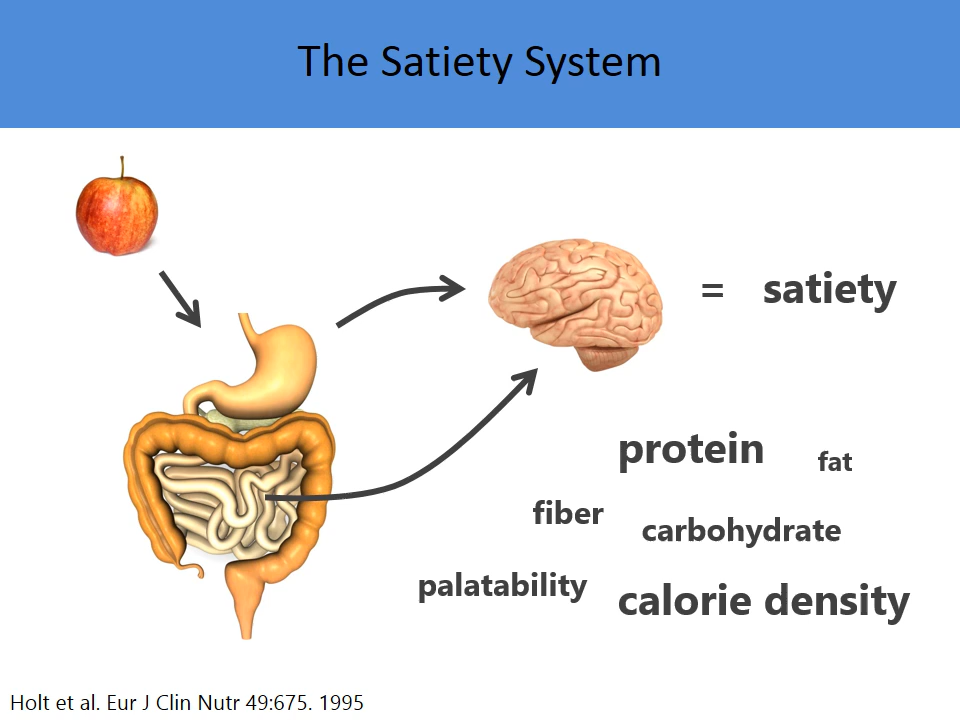 The Satiety System
= satiety
protein
fat
fiber
carbohydrate
palatability
calorie density
Holt et al. Eur J Clin Nutr 49:675. 1995